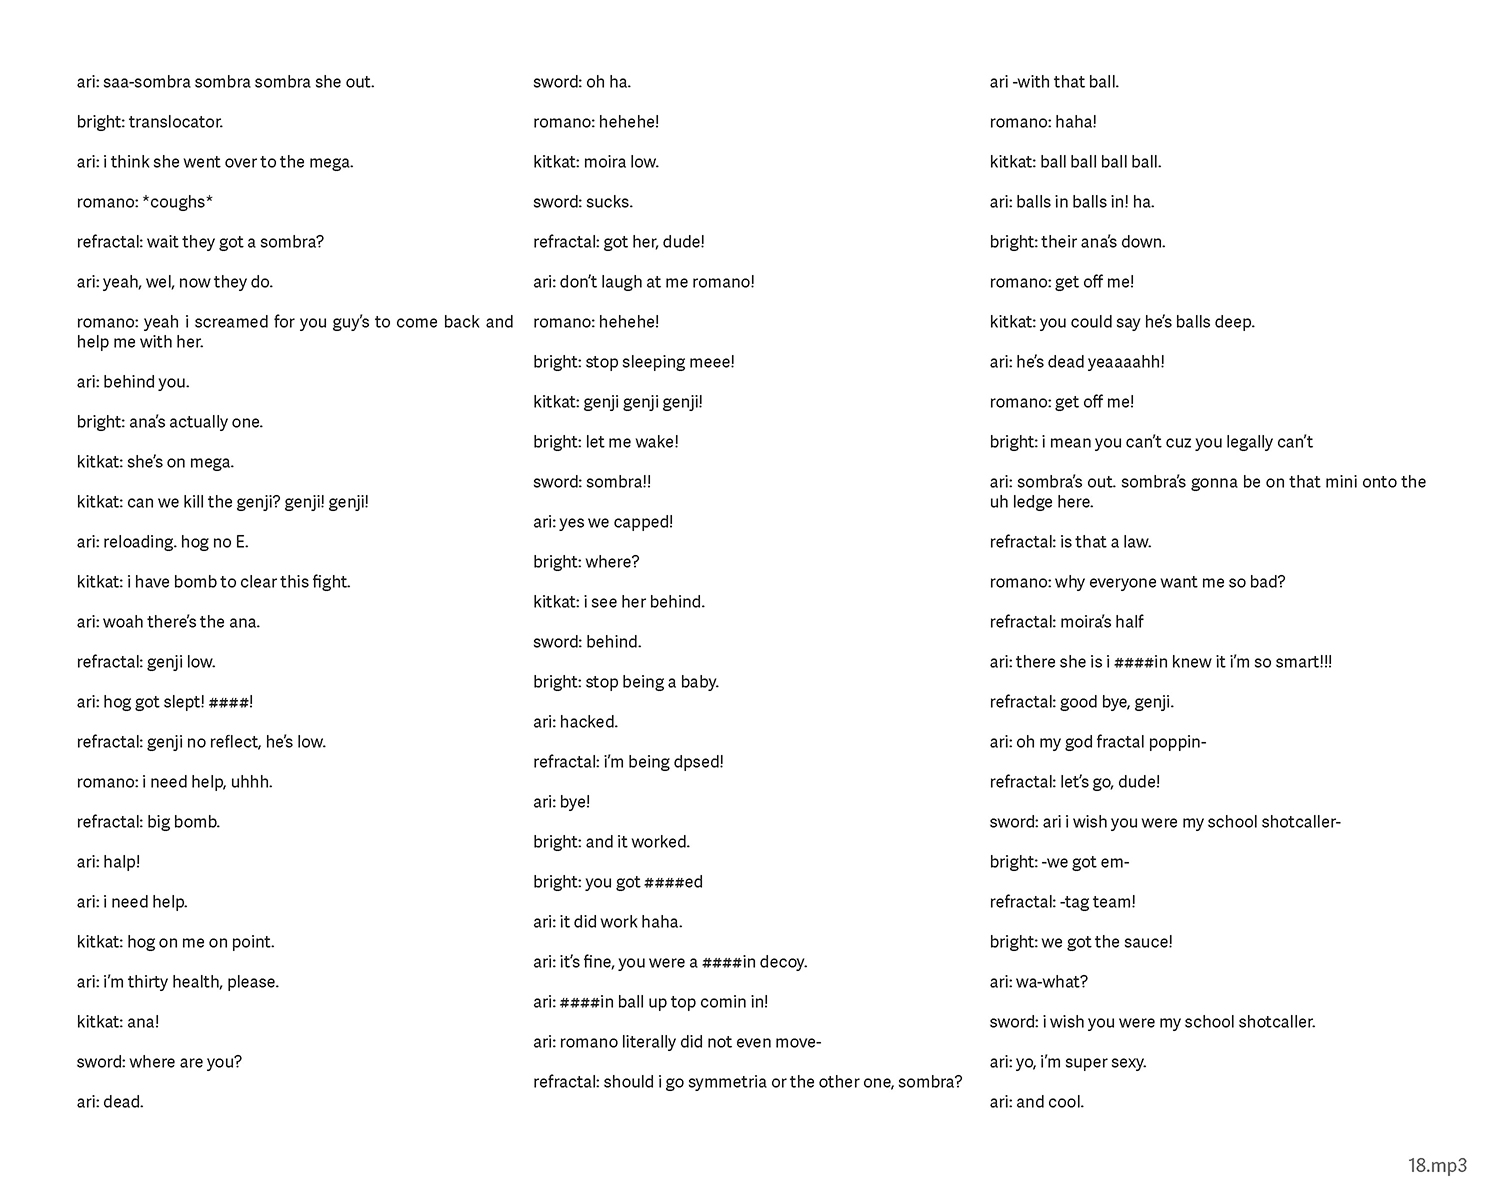 ari: saa-sombra sombra sombra she out.
bright: translocator.
ari: i think she went over to the mega.
romano: *coughs*
refractal: wait they got a sombra?
ari: yeah, wel, now they do.
romano: yeah i screamed for you guy's to come back and
help me with her.
ari: behind you.
bright: ana's actually one.
kitkat: she's on mega.
kitkat: can we kill the genji? genji! genji!
ari: reloading. hog no E.
kitkat: i have bomb to clear this fight.
ari: woah there's the ana.
refractal: genji low.
ari: hog got slept! ####!
refractal: genji no reflect, he's low.
romano: i need help, uhhh.
refractal: big bomb.
ari: halp!
ari: i need help.
kitkat: hog on me on point.
ari: i'm thirty health, please.
kitkat: ana!
sword: where are you?
ari: dead.
sword: oh ha.
romano: hehehe!
kitkat: moira low.
sword: sucks.
refractal: got her, dude!
ari: don't laugh at me romano!
romano: hehehe!
bright: stop sleeping meee!
kitkat: genji genji genji!
bright: let me wake!
sword: sombra!!
ari: yes we capped!
bright: where?
kitkat: i see her behind.
sword: behind.
bright: stop being a baby.
ari: hacked.
refractal: i'm being dpsed!
ari: bye!
bright: and it worked.
bright: you got ####ed
ari: it did work haha.
ari: it's fine, you were a ####in decoy.
ari: ####in ball up top comin in!
ari: romano literally did not even move-
refractal: should i go symmetria or the other one, sombra?
ari -with that ball.
romano: haha!
kitkat: ball ball ball ball.
ari: balls in balls in! ha.
bright: their ana's down.
romano: get off me!
kitkat: you could say he's balls deep.
ari: he's dead yeaaaahh!
romano: get off me!
bright: i mean you can't cuz you legally can't
ari: sombra's out. sombra's gonna be on that mini onto the
uh ledge here.
refractal: is that a law.
romano: why everyone want me so bad?
refractal: moira's half
ari: there she is i ####in knew it i'm so smart!!!
refractal: good bye, genji.
ari: oh my god fractal poppin-
refractal: let's go, dude!
sword: ari i wish you were my school shotcaller-
bright: -we got em-
refractal: -tag team!
bright: we got the sauce!
ari: wa-what?
sword: i wish you were my school shotcaller.
ari: yo, i'm super sexy.
ari: and cool.
18.mp3